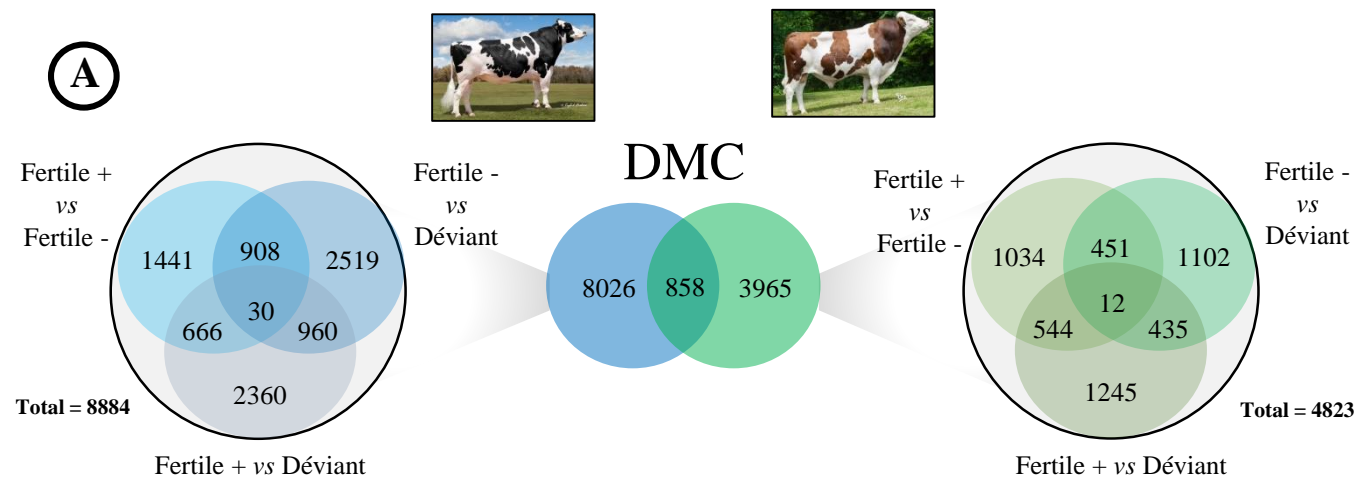 A
DMC
Fertile +
vs
Fertile -
Fertile -
vs
Déviant
1441
908
2519
30
666
960
2360
Total = 8884
Fertile + vs Déviant
8026
858
3965
Fertile +
vs
Fertile -
Fertile -
vs
Déviant
1034
451
1102
12
544
435
1245
Total = 4823
Fertile + vs Déviant